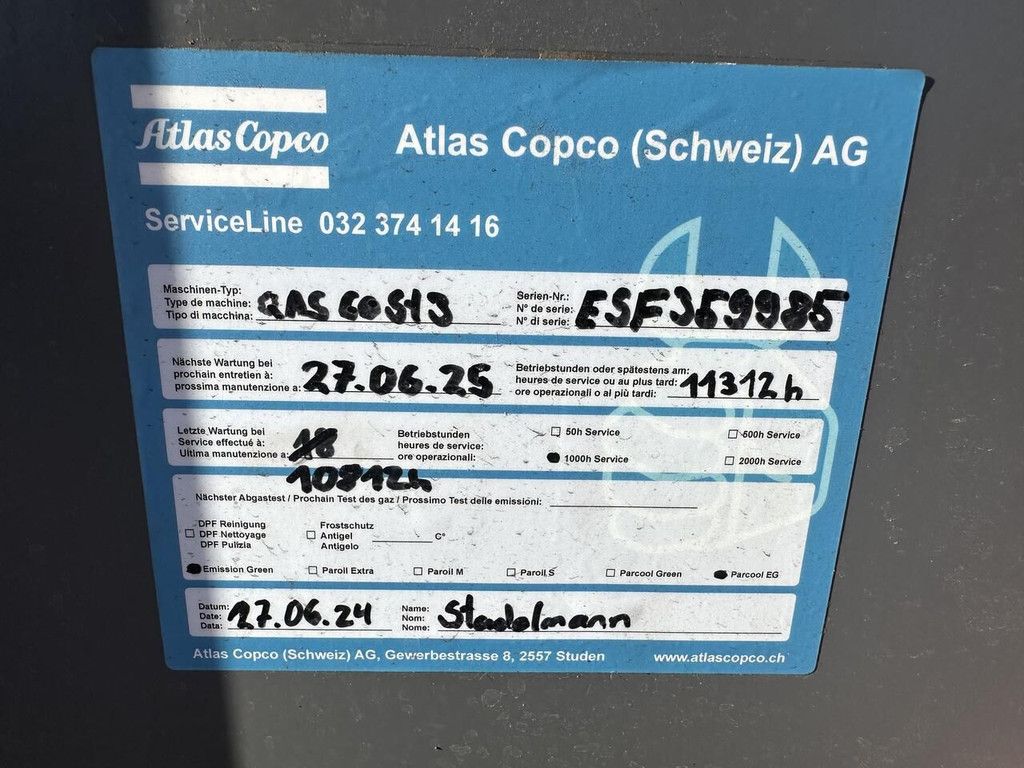 Atlas Copco
Atlas Copco (Schweiz) AG
ServiceLine 032 374 14 16
Maschinen-Typ:
Type de machine:
Tipo di macchina:
QAS 60 S13
Serien-Nr.:
N° de serie:
N° di serie:
ESF359985
Nächste Wartung bei
prochain entretien à:
prossima manutenzione a:
27.06.25
Betriebstunden oder spätestens am:
heures de service ou au plus tard:
ore operazionali o al più tardi:
11312h
Letzte Wartung bei
Service effectué à:
Ultima manutenzione a:
10812h
Betriebstunden
heures de service:
ore operazionali:
50h Service
500h Service
1000h Service
2000h Service
Nächster Abgastest / Prochain Test des gaz / Prossimo Test delle emissioni:
DPF Reinigung
DPF Nettoyage
DPF Pulizia
Frostschutz
Antigel
Antigelo
C°
Emission Green
Paroil Extra
Paroil M
Paroil S
Parcool Green
Parcool EG
Datum:
Date:
Data:
27.06.24
Name:
Nom:
Nome:
Stadelmann
Atlas Copco (Schweiz) AG, Gewerbestrasse 8, 2557 Studen
www.atlascopco.ch